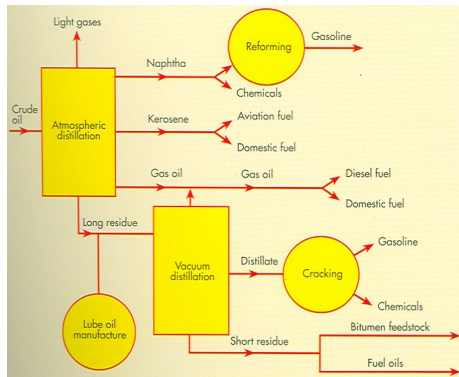 Light gases
Naphtha
Reforming
Gasoline
Chemicals
Crude
oil
Atmospheric
distillation
Kerosene
Aviation fuel
Domestic fuel
Gas oil
Gas oil
Diesel fuel
Domestic fuel
Long residue
Vacuum
distillation
Distillate
Cracking
Gasoline
Chemicals
Lube oil
manufacture
Short residue
Bitumen feedstock
Fuel oils